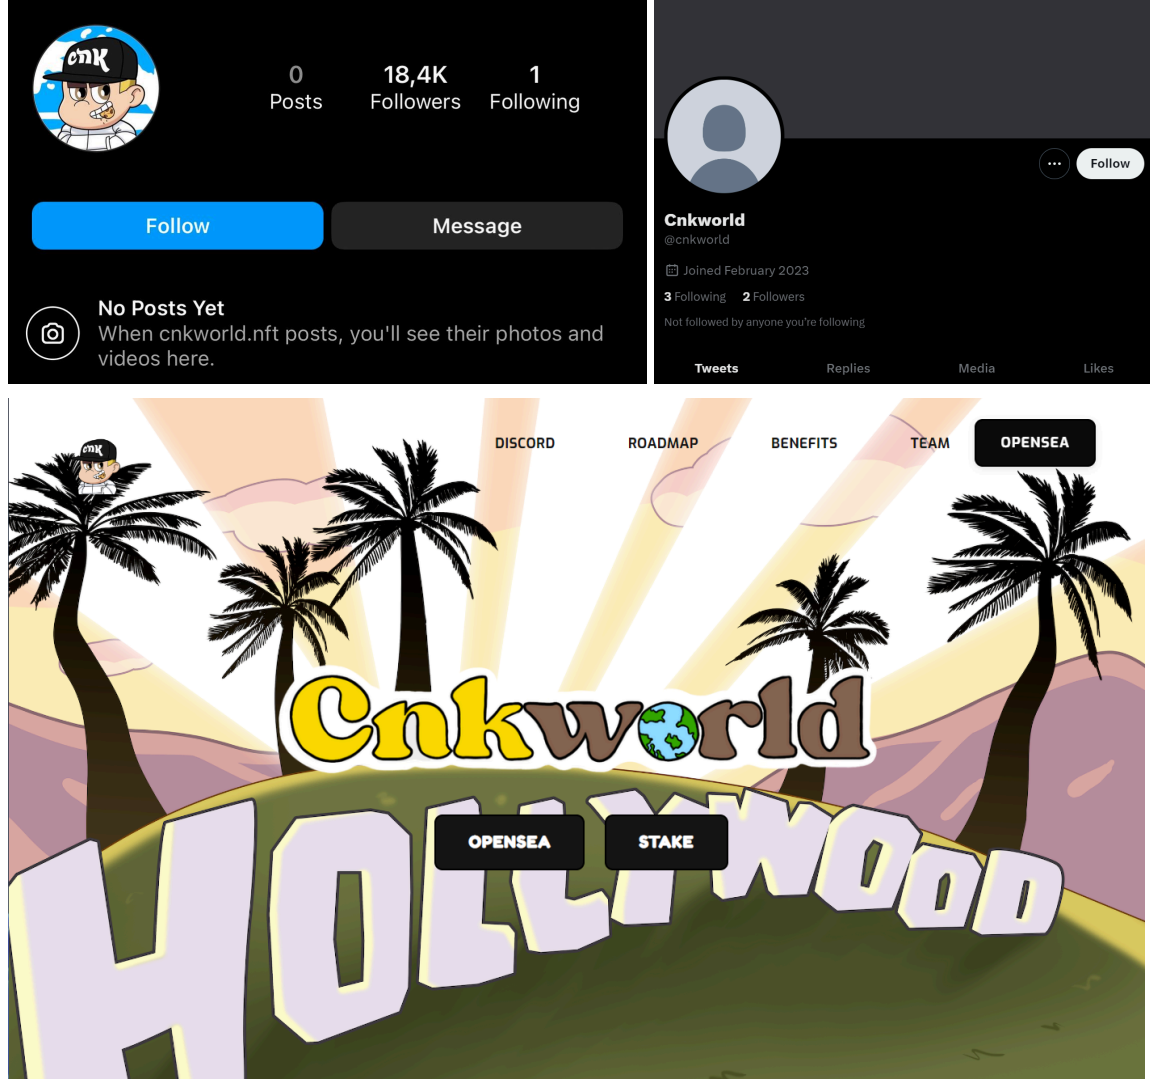 cnk
0 18,4K 1
Posts Followers Following
Follow Message
No Posts Yet
When cnkworld.nft posts, you'll see their photos and
videos here.
··· Follow
Cnkworld
@cnkworld
Joined February 2023
3 Following 2 Followers
Not followed by anyone you're following
Tweets Replies Media Likes
cnk
DISCORD ROADMAP BENEFITS TEAM OPENSEA
Cnkworld
OPENSEA STAKE
HOLLYWOOD